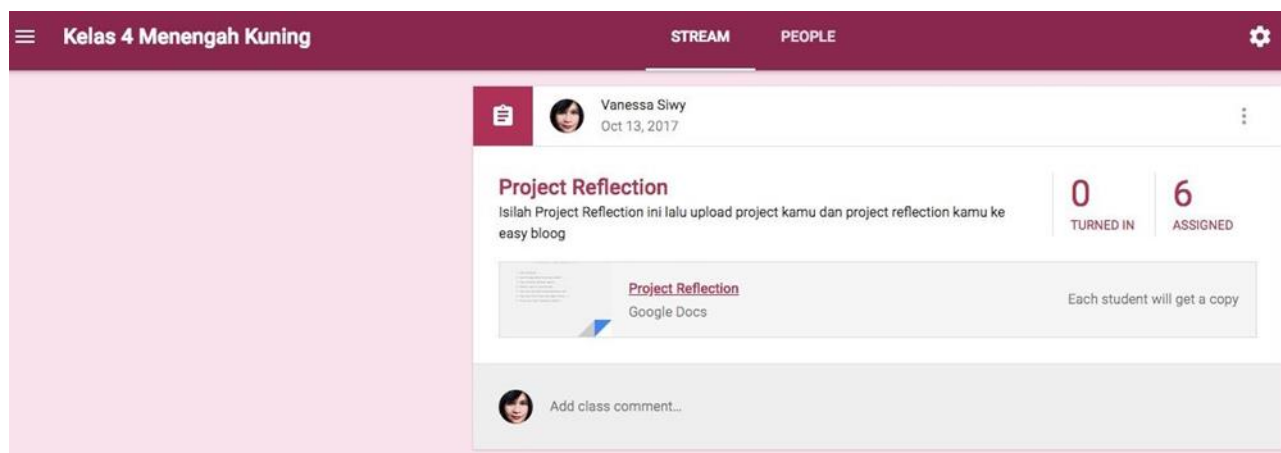 Kelas 4 Menengah Kuning
STREAM PEOPLE
Vanessa Siwy
Oct 13, 2017
Project Reflection
Isilah Project Reflection ini lalu upload project kamu dan project reflection kamu ke
easy bloog
0 6
TURNED IN ASSIGNED
Project Reflection
Google Docs
Each student will get a copy
Add class comment...